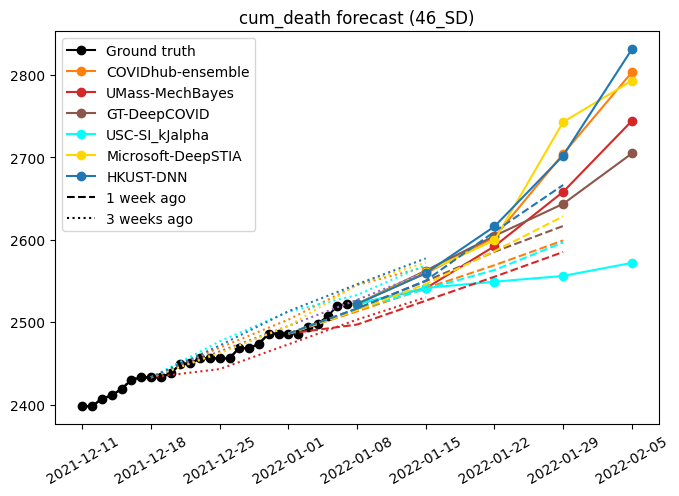 cum_death forecast (46_SD)
Ground truth
COVIDhub-ensemble
UMass-MechBayes
GT-DeepCOVID
USC-SI_kJalpha
Microsoft-DeepSTIA
HKUST-DNN
1 week ago
3 weeks ago
2800
2700
2600
2500
2400
2021-12-11
2021-12-18
2021-12-25
2022-01-01
2022-01-08
2022-01-15
2022-01-22
2022-01-29
2022-02-05